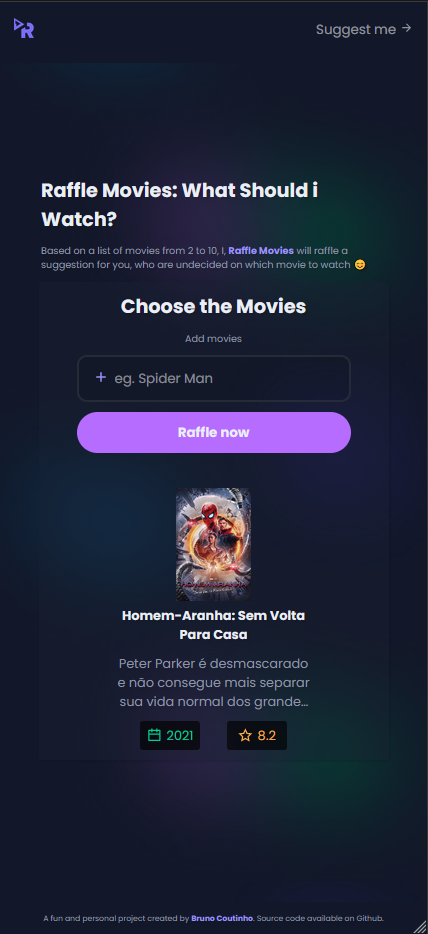 R
Suggest me →
Raffle Movies: What Should i
Watch?
Based on a list of movies from 2 to 10, I, Raffle Movies will raffle a
suggestion for you, who are undecided on which movie to watch 😊
Choose the Movies
Add movies
+ eg. Spider Man
Raffle now
Homem-Aranha: Sem Volta
Para Casa
Peter Parker é desmascarado
e não consegue mais separar
sua vida normal dos grande...
2021
8.2
A fun and personal project created by Bruno Coutinho. Source code available on Github.